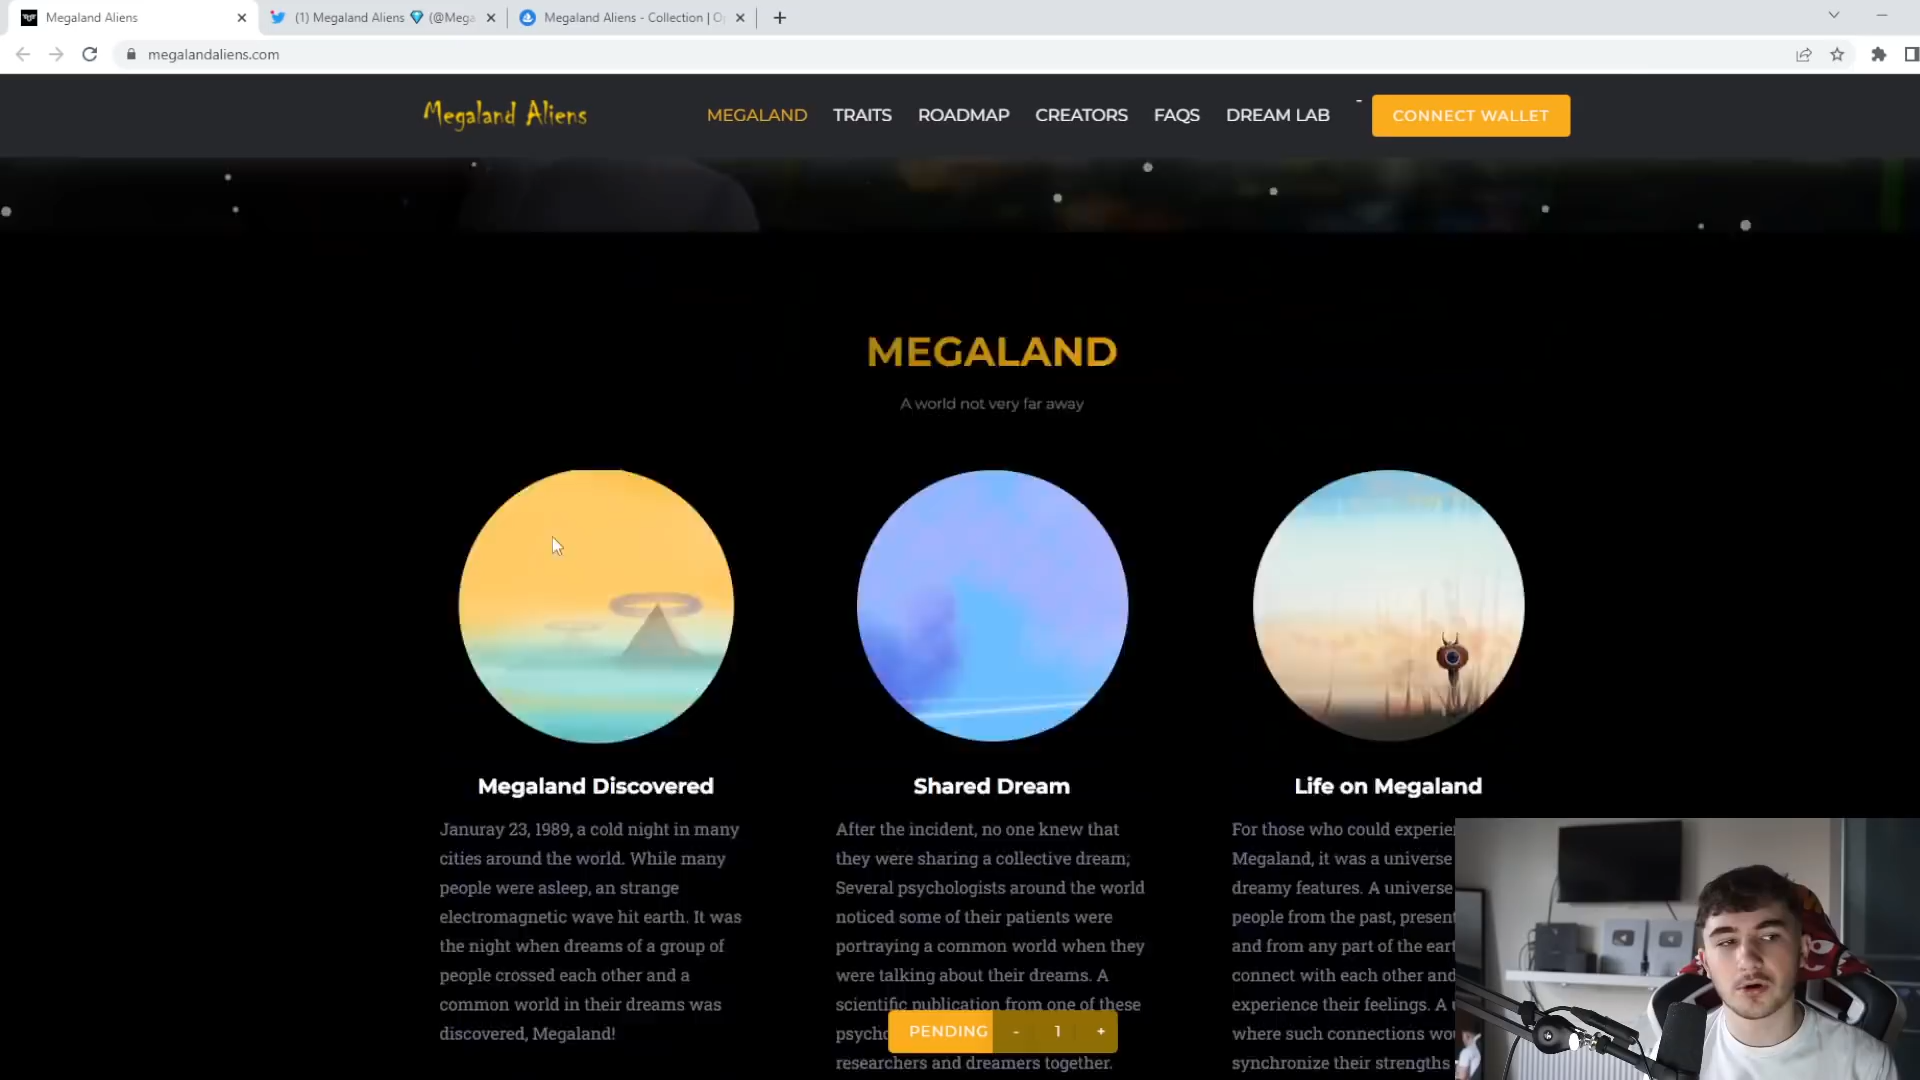 Megaland Aliens
(1) Megaland Aliens 💎 (@Mega
Megaland Aliens - Collection | O
megalandaliens.com
Megaland Aliens
MEGALAND TRAITS ROADMAP CREATORS FAQS DREAM LAB - CONNECT WALLET
MEGALAND
A world not very far away
Megaland Discovered
Januray 23, 1989, a cold night in many
cities around the world. While many
people were asleep, an strange
electromagnetic wave hit earth. It was
the night when dreams of a group of
people crossed each other and a
common world in their dreams was
discovered, Megaland!
Shared Dream
After the incident, no one knew that
they were sharing a collective dream;
Several psychologists around the world
noticed some of their patients were
portraying a common world when they
were talking about their dreams. A
scientific publication from one of these
psycho
researchers and dreamers together.
Life on Megaland
For those who could experie
Megaland, it was a universe
dreamy features. A universe
people from the past, present
and from any part of the eart
connect with each other and
experience their feelings. A u
where such connections wo
synchronize their strengths
PENDING - 1 +